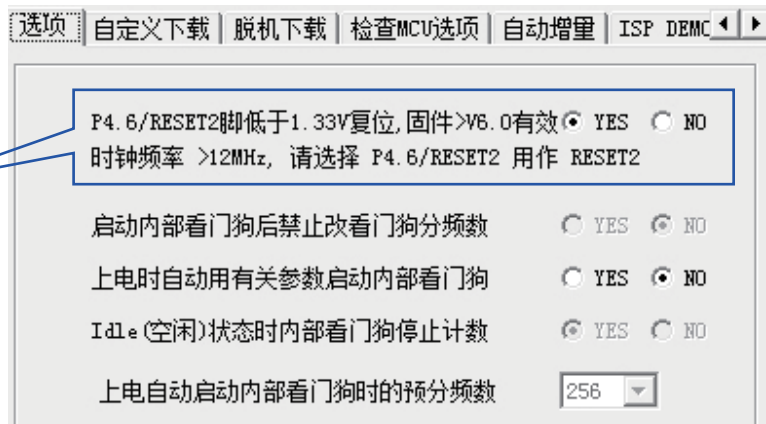 选项 自定义下载 脱机下载 检查MCU选项 自动增量 ISP DEMO
P4.6/RESET2脚低于1.33V复位,固件>V6.0有效 YES NO
时钟频率 >12MHz, 请选择 P4.6/RESET2 用作 RESET2
启动内部看门狗后禁止改看门狗分频数 YES NO
上电时自动用有关参数启动内部看门狗 YES NO
Idle(空闲)状态时内部看门狗停止计数 YES NO
上电自动启动内部看门狗时的预分频数 256